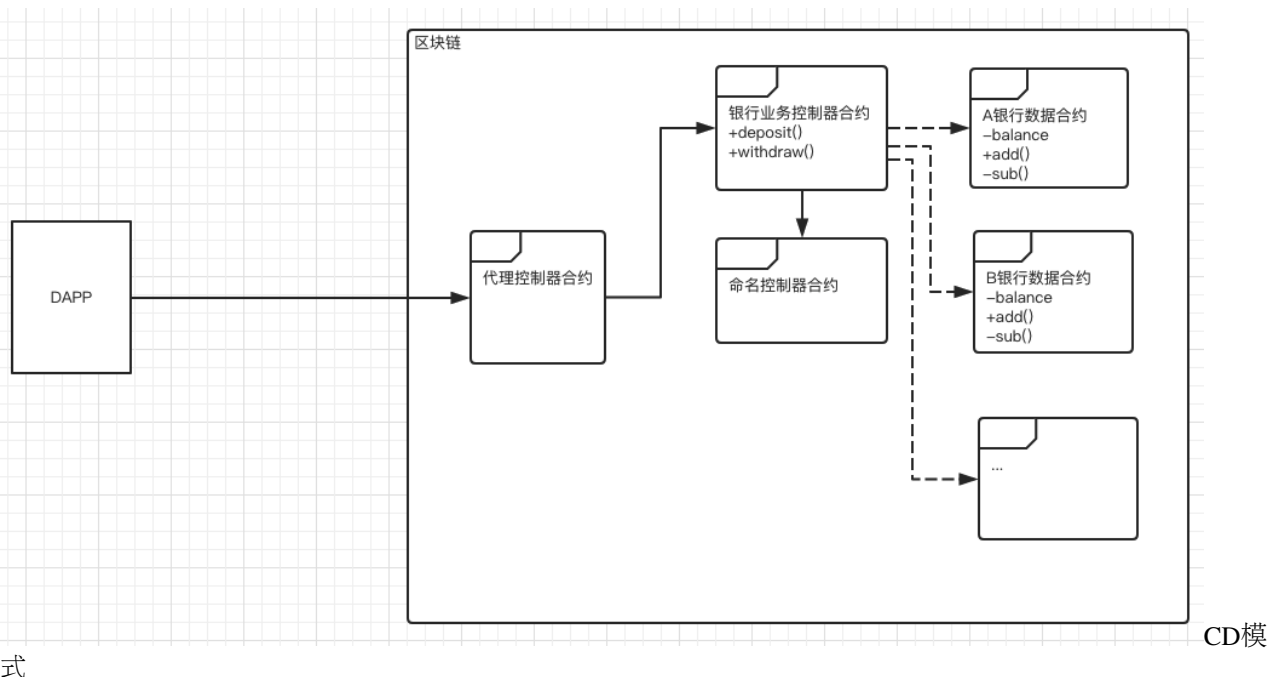 区块链
银行业务控制器合约
+deposit()
+withdraw()
A银行数据合约
-balance
+add()
-sub()
DAPP
代理控制器合约
命名控制器合约
B银行数据合约
-balance
+add()
-sub()
...
CD模
式